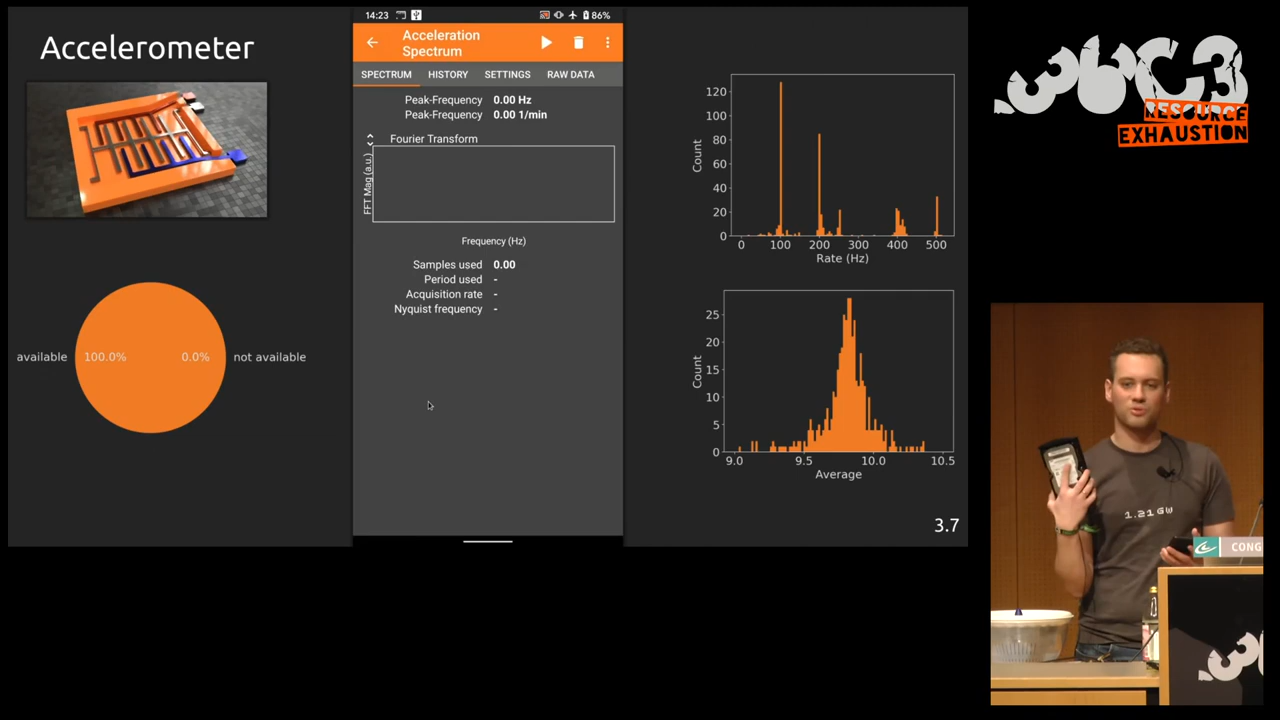 Accelerometer
available
100.0%
0.0%
not available
14:23
86%
Acceleration
Spectrum
SPECTRUM
HISTORY
SETTINGS
RAW DATA
Peak-Frequency 0.00 Hz
Peak-Frequency 0.00 1/min
Fourier Transform
FFT Mag (a.u.)
Frequency (Hz)
Samples used 0.00
Period used -
Acquisition rate -
Nyquist frequency -
120
100
80
60
40
20
0
Count
0 100 200 300 400 500
Rate (Hz)
25
20
15
10
5
0
Count
9.0 9.5 10.0 10.5
Average
3.7
36C3
RESOURCE
EXHAUSTION
1.21GW
CONG